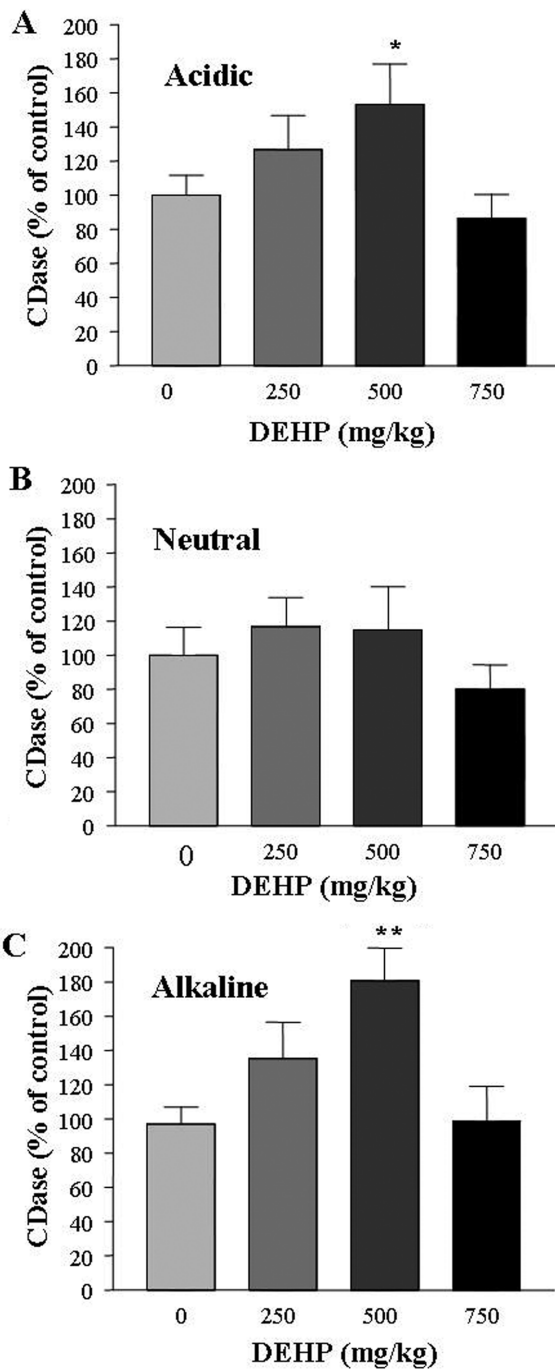 A
Acidic
*
CDase (% of control)
200
180
160
140
120
100
80
60
40
20
0
0 250 500 750
DEHP (mg/kg)
B
Neutral
CDase (% of control)
200
180
160
140
120
100
80
60
40
20
0
0 250 500 750
DEHP (mg/kg)
C
Alkaline
**
CDase (% of control)
200
180
160
140
120
100
80
60
40
20
0
0 250 500 750
DEHP (mg/kg)